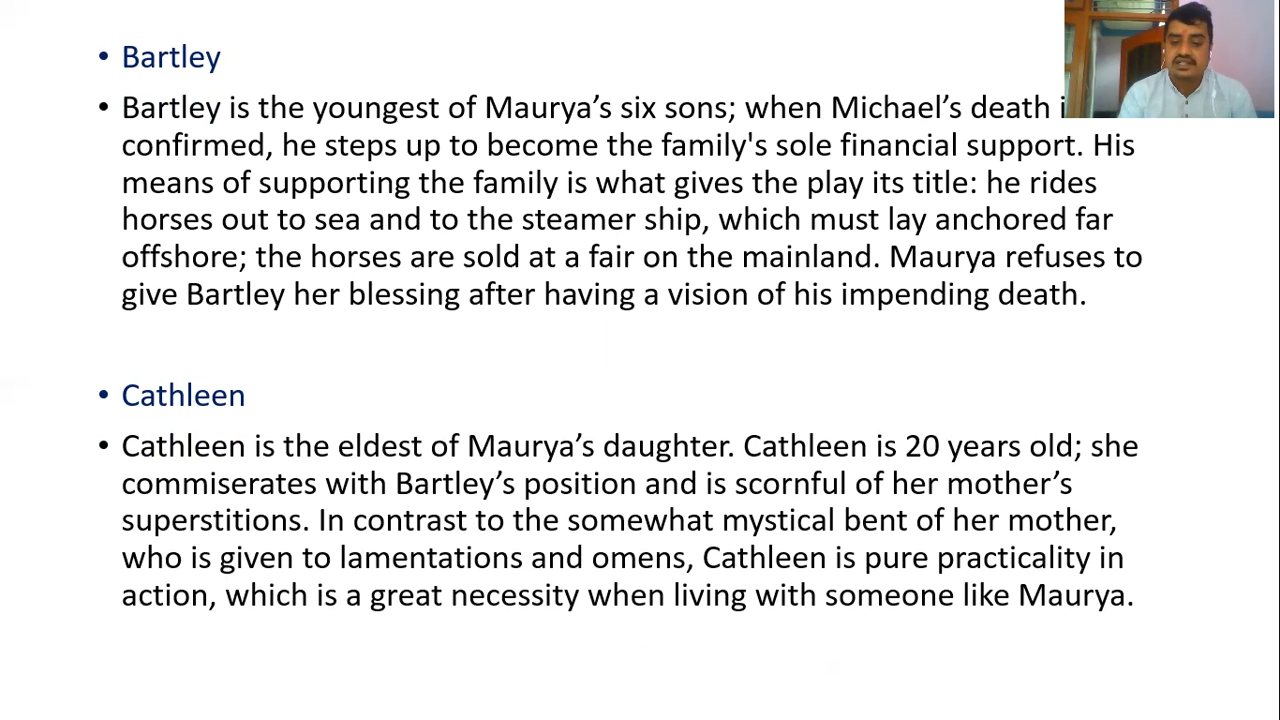 • Bartley
• Bartley is the youngest of Maurya’s six sons; when Michael’s death
confirmed, he steps up to become the family's sole financial support. His
means of supporting the family is what gives the play its title: he rides
horses out to sea and to the steamer ship, which must lay anchored far
offshore; the horses are sold at a fair on the mainland. Maurya refuses to
give Bartley her blessing after having a vision of his impending death.
• Cathleen
• Cathleen is the eldest of Maurya’s daughter. Cathleen is 20 years old; she
commiserates with Bartley’s position and is scornful of her mother’s
superstitions. In contrast to the somewhat mystical bent of her mother,
who is given to lamentations and omens, Cathleen is pure practicality in
action, which is a great necessity when living with someone like Maurya.